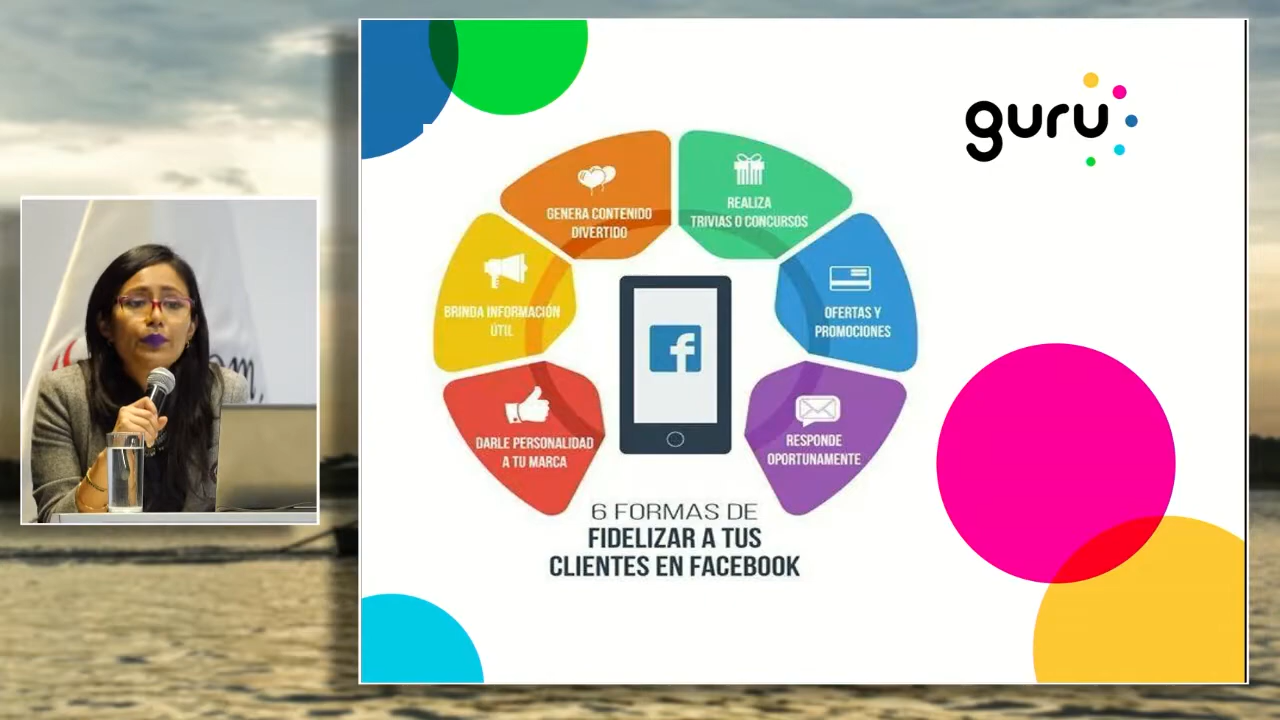 guru
GENERA CONTENIDO
DIVERTIDO
REALIZA
TRIVIAS O CONCURSOS
BRINDA INFORMACIÓN
ÚTIL
OFERTAS Y
PROMOCIONES
DARLE PERSONALIDAD
A TU MARCA
RESPONDE
OPORTUNAMENTE
f
6 FORMAS DE
FIDELIZAR A TUS
CLIENTES EN FACEBOOK